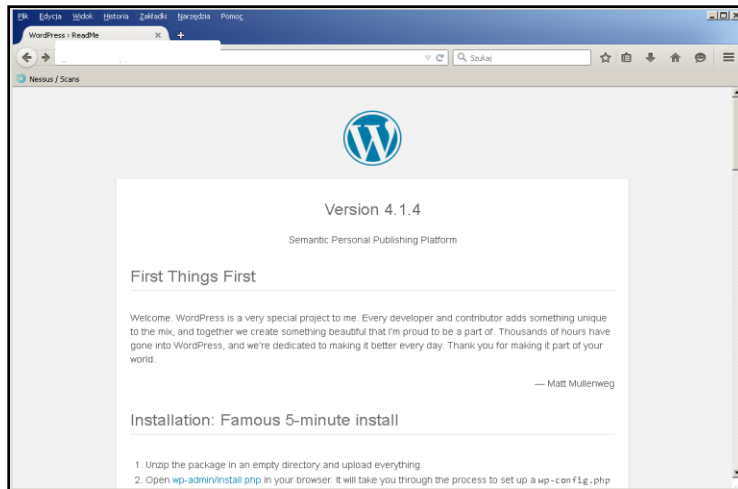 Plik Edycja Widok Historia Zakładki Narzędzia Pomoc
WordPress › ReadMe
Szukaj
Nessus / Scans
Version 4.1.4
Semantic Personal Publishing Platform
First Things First
Welcome. WordPress is a very special project to me. Every developer and contributor adds something unique
to the mix, and together we create something beautiful that I'm proud to be a part of. Thousands of hours have
gone into WordPress, and we're dedicated to making it better every day. Thank you for making it part of your
world.
— Matt Mullenweg
Installation: Famous 5-minute install
1. Unzip the package in an empty directory and upload everything.
2. Open wp-admin/install.php in your browser. It will take you through the process to set up a wp-config.php